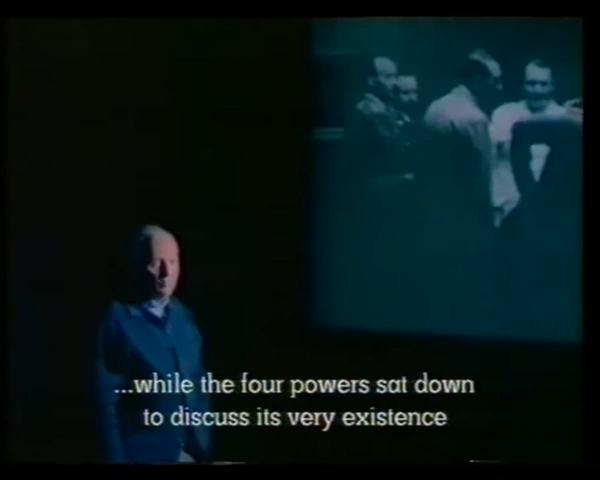 ...while the four powers sat down
to discuss its very existence